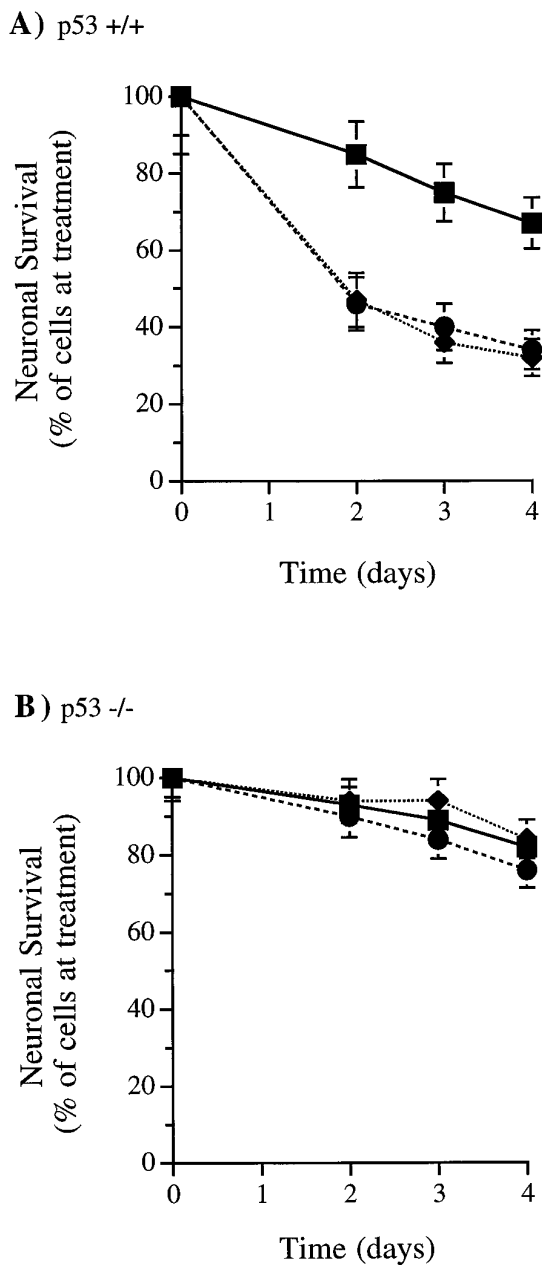 A) p53 +/+
Neuronal Survival
(% of cells at treatment)
100
80
60
40
20
0
0 1 2 3 4
Time (days)
B) p53 -/-
Neuronal Survival
(% of cells at treatment)
100
80
60
40
20
0
0 1 2 3 4
Time (days)